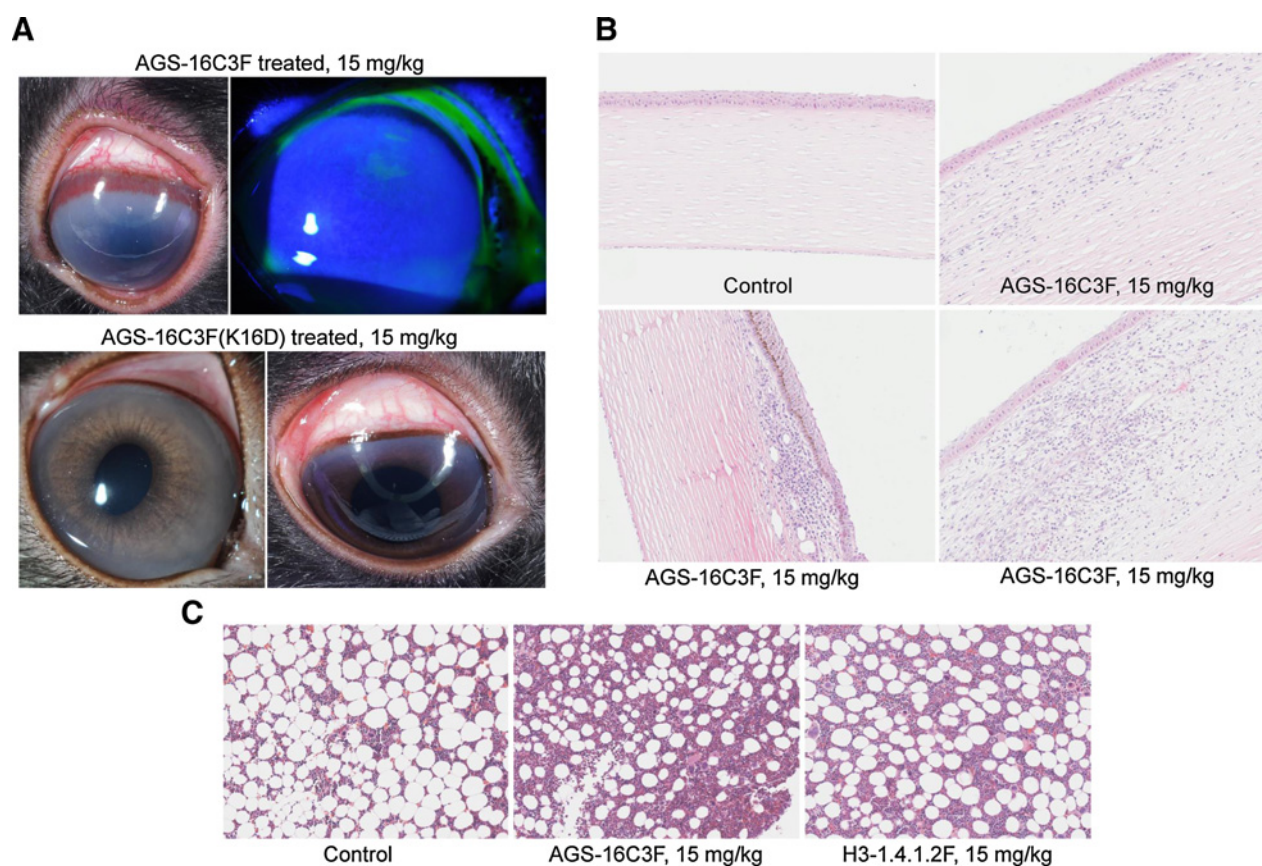 A
AGS-16C3F treated, 15 mg/kg
AGS-16C3F(K16D) treated, 15 mg/kg
B
Control
AGS-16C3F, 15 mg/kg
AGS-16C3F, 15 mg/kg
AGS-16C3F, 15 mg/kg
C
Control
AGS-16C3F, 15 mg/kg
H3-1.4.1.2F, 15 mg/kg